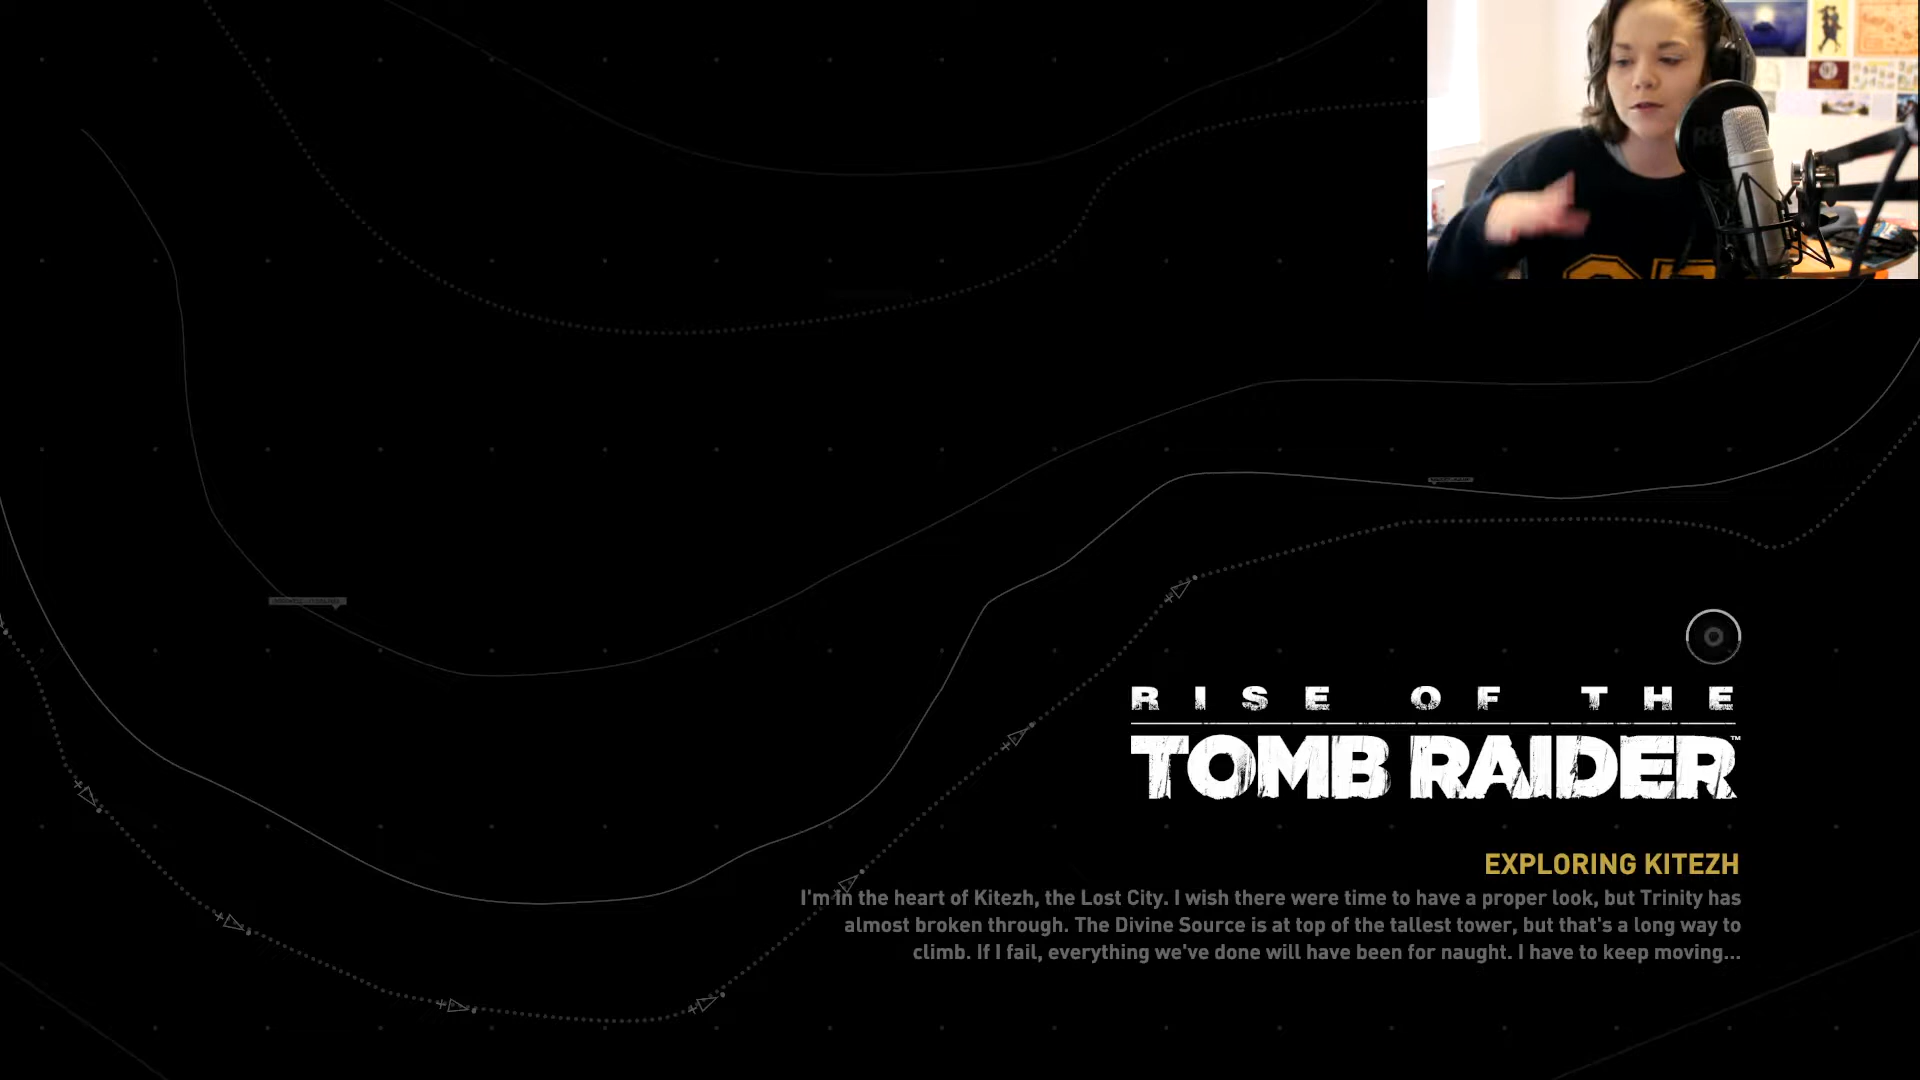 RISE OF THE
TOMB RAIDER™
EXPLORING KITEZH
I'm in the heart of Kitezh, the Lost City. I wish there were time to have a proper look, but Trinity has
almost broken through. The Divine Source is at top of the tallest tower, but that's a long way to
climb. If I fail, everything we've done will have been for naught. I have to keep moving...